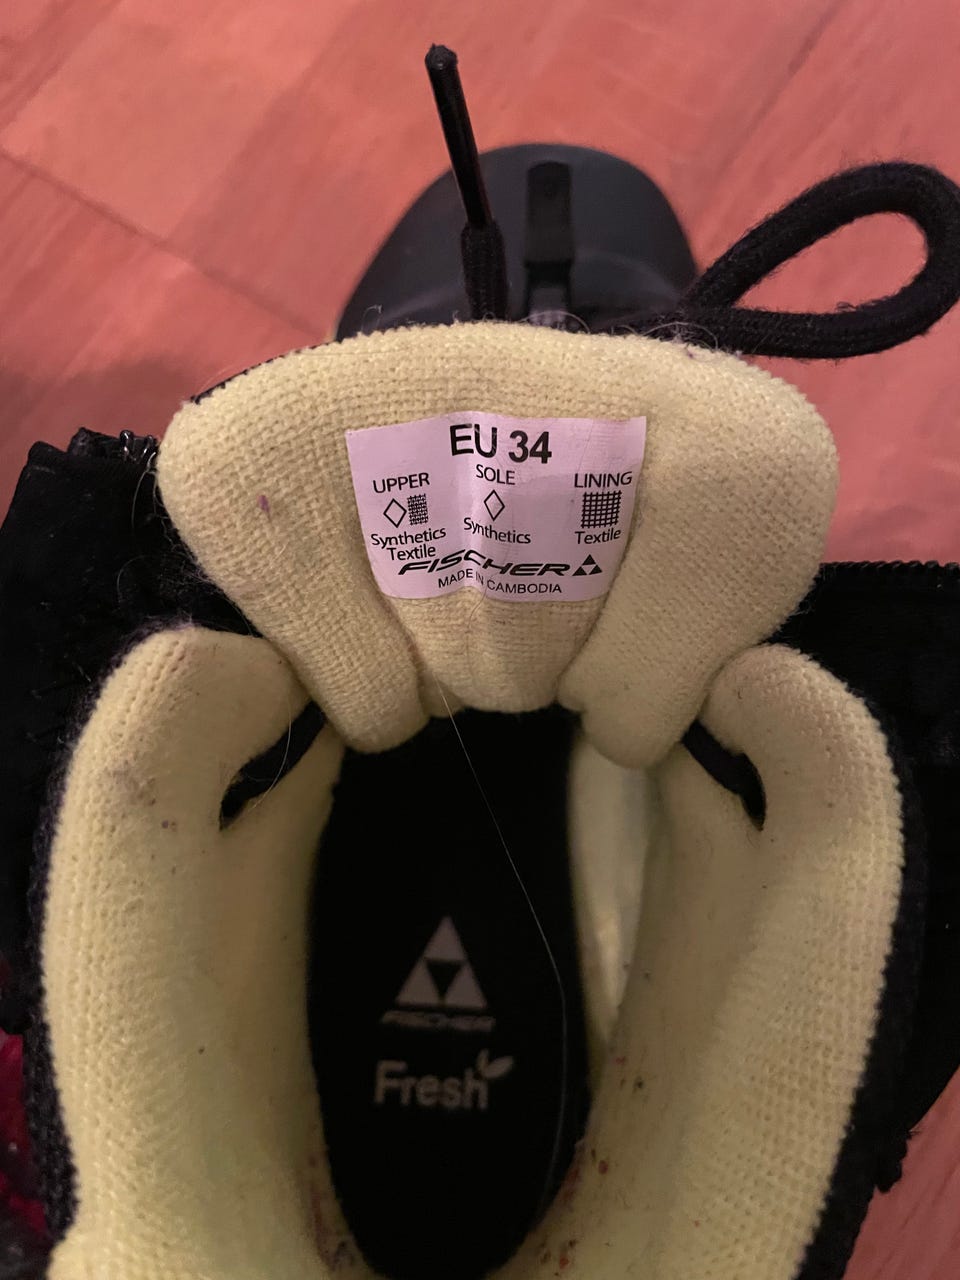 EU 34
UPPER SOLE LINING
Synthetics Synthetics Textile
Textile
FISCHER
MADE IN CAMBODIA
FISCHER
Fresh